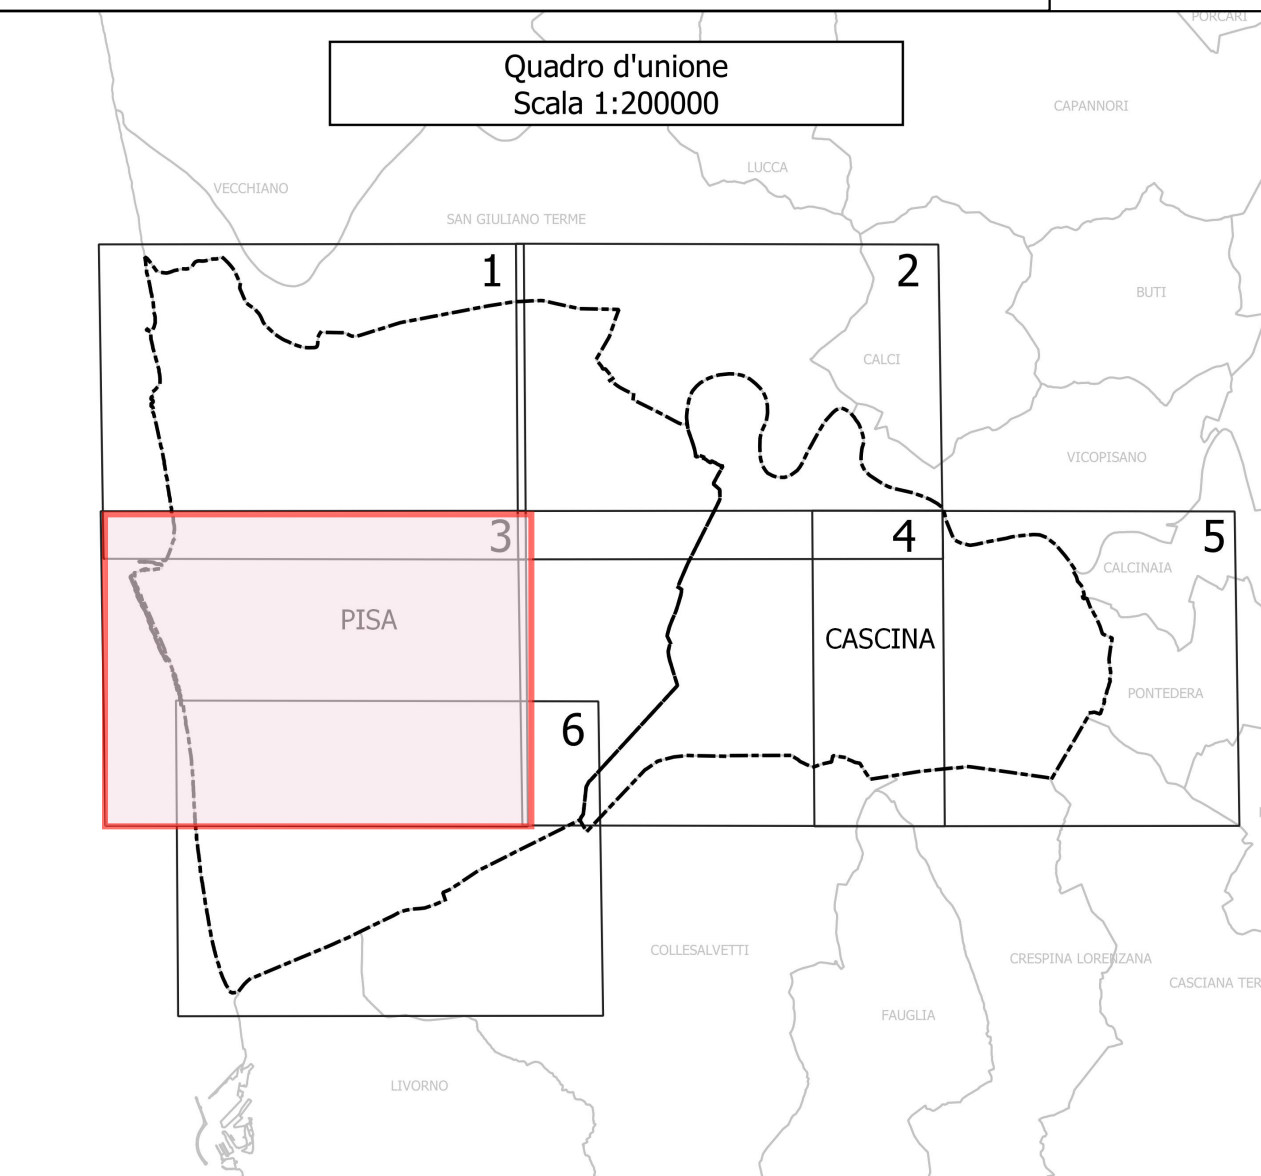 PORCARI
Quadro d'unione
Scala 1:200000
CAPANNORI
LUCCA
VECCHIANO
SAN GIULIANO TERME
1
2
BUTI
CALCI
VICOPISANO
3
4
5
CALCINAIA
PISA
CASCINA
PONTEDERA
6
COLLESALVETTI
CRESPINA LORENZANA
CASCIANA TER
FAUGLIA
LIVORNO